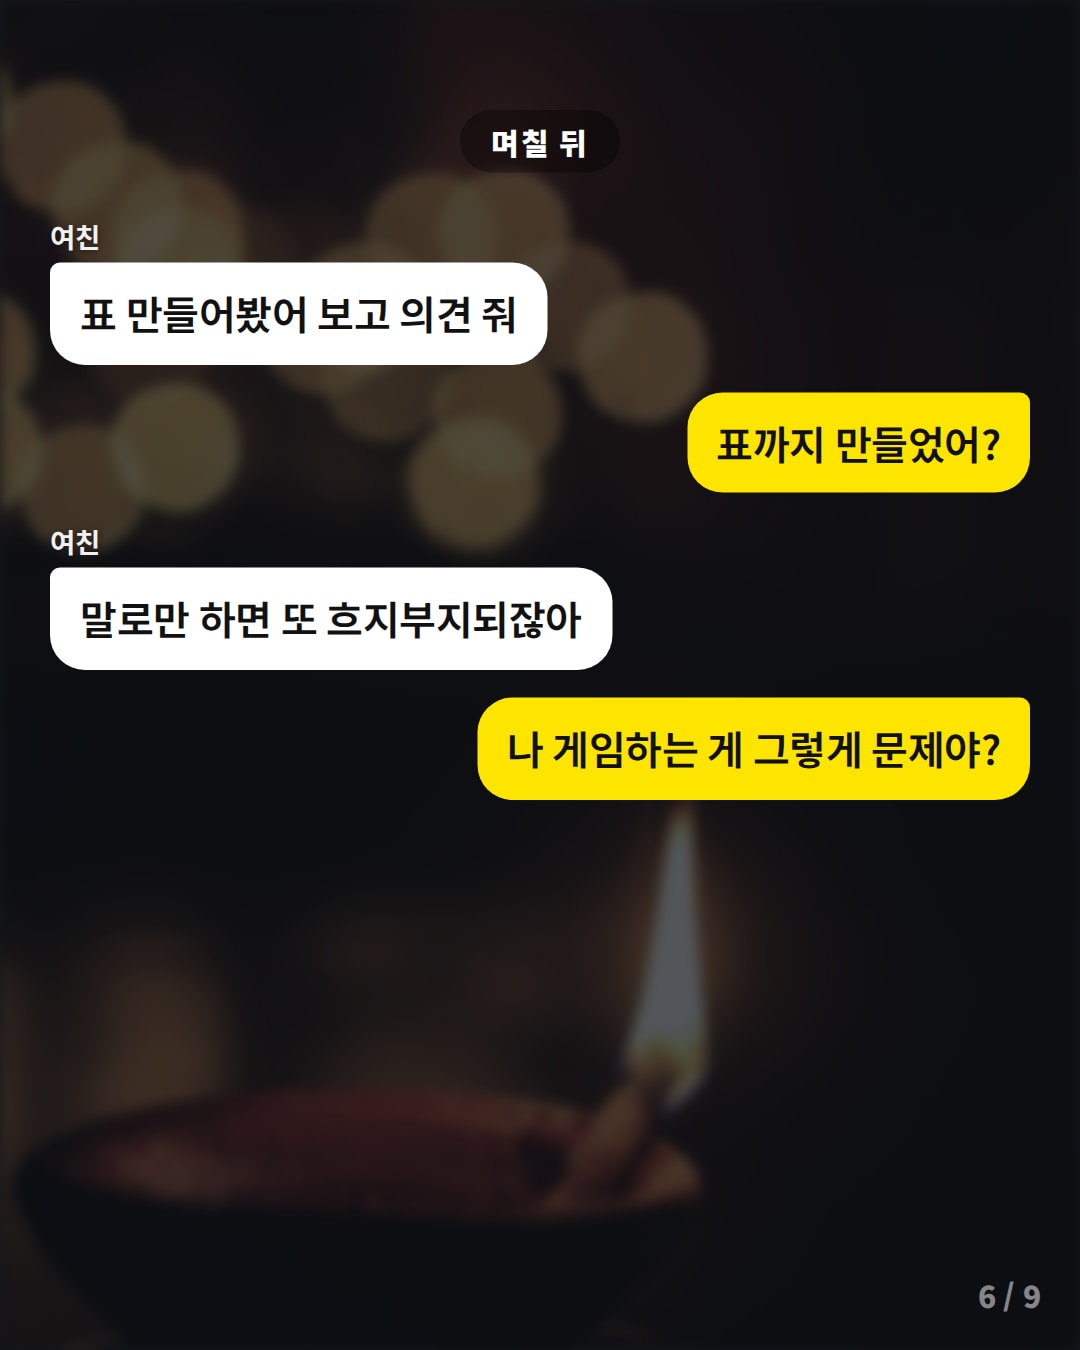 며칠 뒤
여친
표 만들어봤어 보고 의견 줘
표까지 만들었어?
여친
말로만 하면 또 흐지부지되잖아
나 게임하는 게 그렇게 문제야?
6 / 9